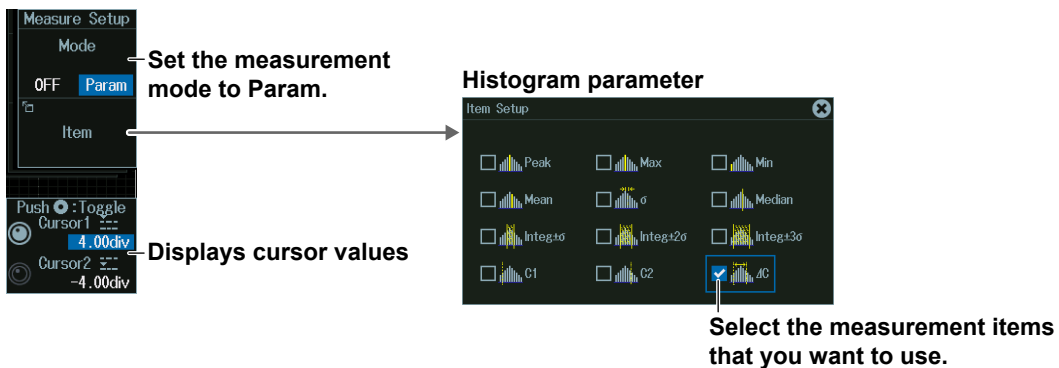 Measure Setup
Mode
OFF Param
Item
Set the measurement
mode to Param.
Push :Toggle
Cursor1
4.00div
Cursor2
-4.00div
Displays cursor values
Histogram parameter
Item Setup
Peak Max Min
Mean σ Median
Integ±σ Integ±2σ Integ±3σ
C1 C2 ΔC
Select the measurement items
that you want to use.